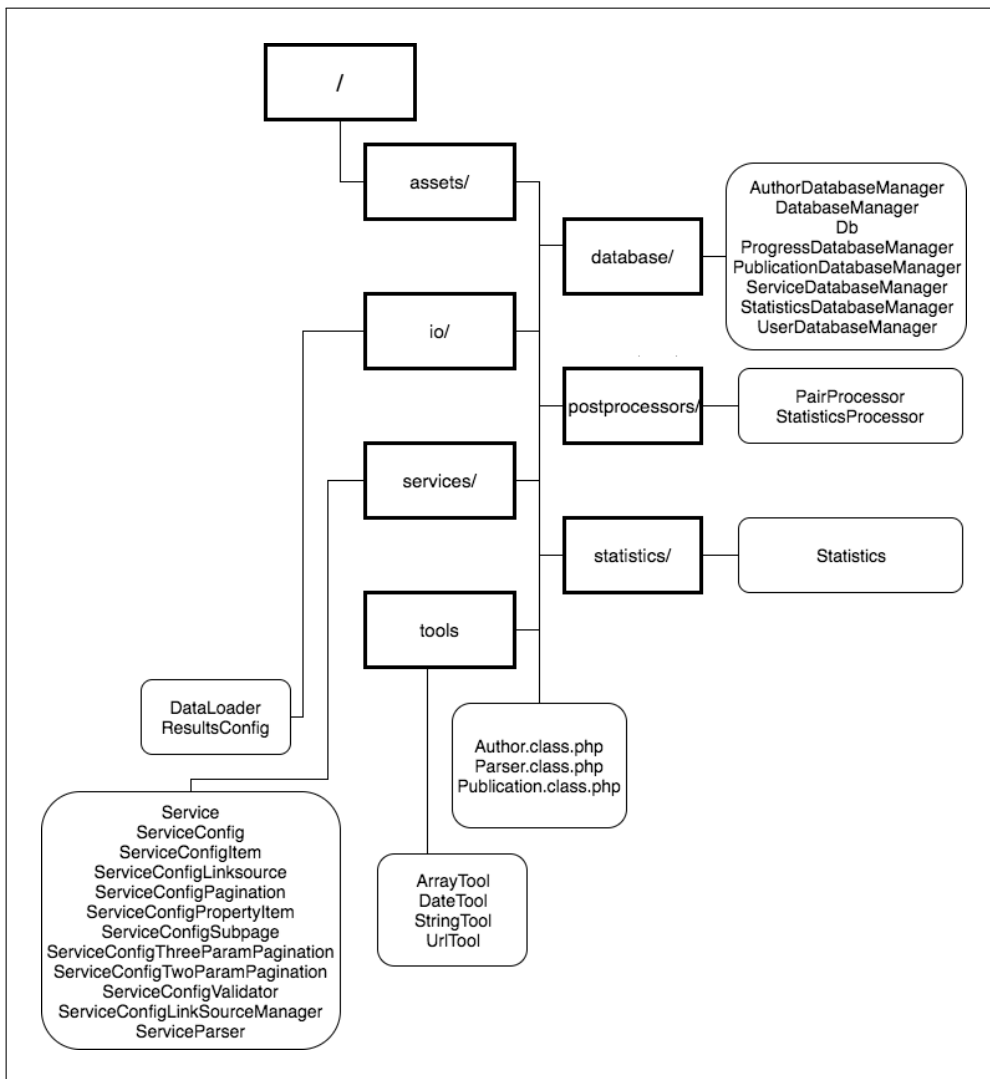 /
assets/
database/
AuthorDatabaseManager
DatabaseManager
Db
ProgressDatabaseManager
PublicationDatabaseManager
ServiceDatabaseManager
StatisticsDatabaseManager
UserDatabaseManager
io/
postprocessors/
PairProcessor
StatisticsProcessor
services/
statistics/
Statistics
tools
DataLoader
ResultsConfig
Author.class.php
Parser.class.php
Publication.class.php
Service
ServiceConfig
ServiceConfigItem
ServiceConfigLinksource
ServiceConfigPagination
ServiceConfigPropertyItem
ServiceConfigSubpage
ServiceConfigThreeParamPagination
ServiceConfigTwoParamPagination
ServiceConfigValidator
ServiceConfigLinkSourceManager
ServiceParser
ArrayTool
DateTool
StringTool
UrlTool